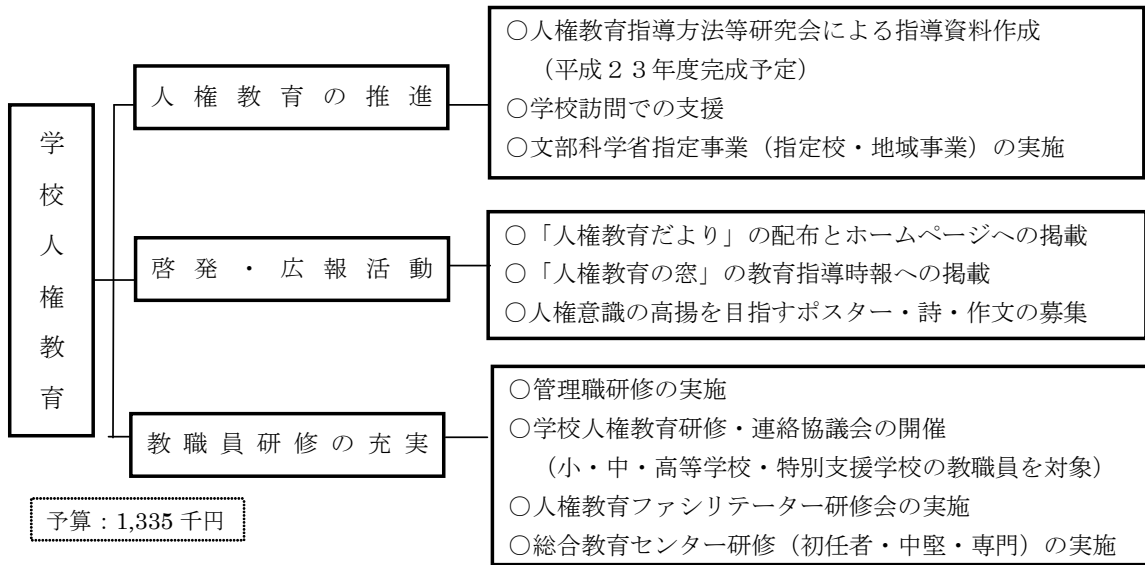 学校人権教育
人権教育の推進
○人権教育指導方法等研究会による指導資料作成
（平成２３年度完成予定）
○学校訪問での支援
○文部科学省指定事業（指定校・地域事業）の実施
啓発・広報活動
○「人権教育だより」の配布とホームページへの掲載
○「人権教育の窓」の教育指導時報への掲載
○人権意識の高揚を目指すポスター・詩・作文の募集
教職員研修の充実
○管理職研修の実施
○学校人権教育研修・連絡協議会の開催
（小・中・高等学校・特別支援学校の教職員を対象）
○人権教育ファシリテーター研修会の実施
○総合教育センター研修（初任者・中堅・専門）の実施
予算：1,335 千円